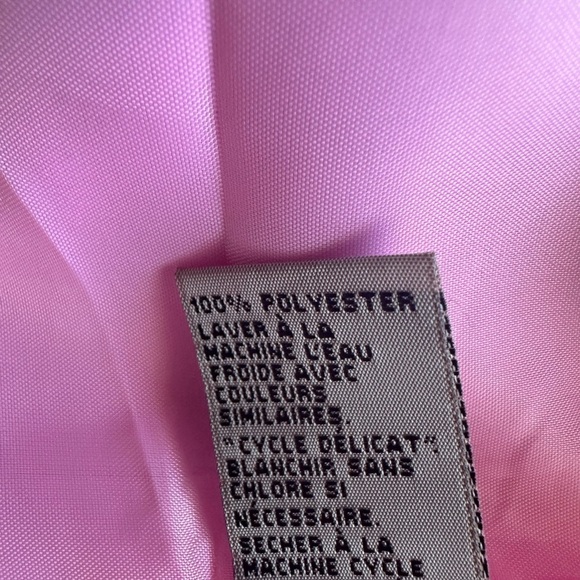 100% POLYESTER
LAVER À LA
MACHINE L'EAU
FROIDE AVEC
COULEURS
SIMILAIRES,
"CYCLE DÉLICAT".
BLANCHIR SANS
CHLORE SI
NÉCESSAIRE.
SECHER À LA
MACHINE CYCLE